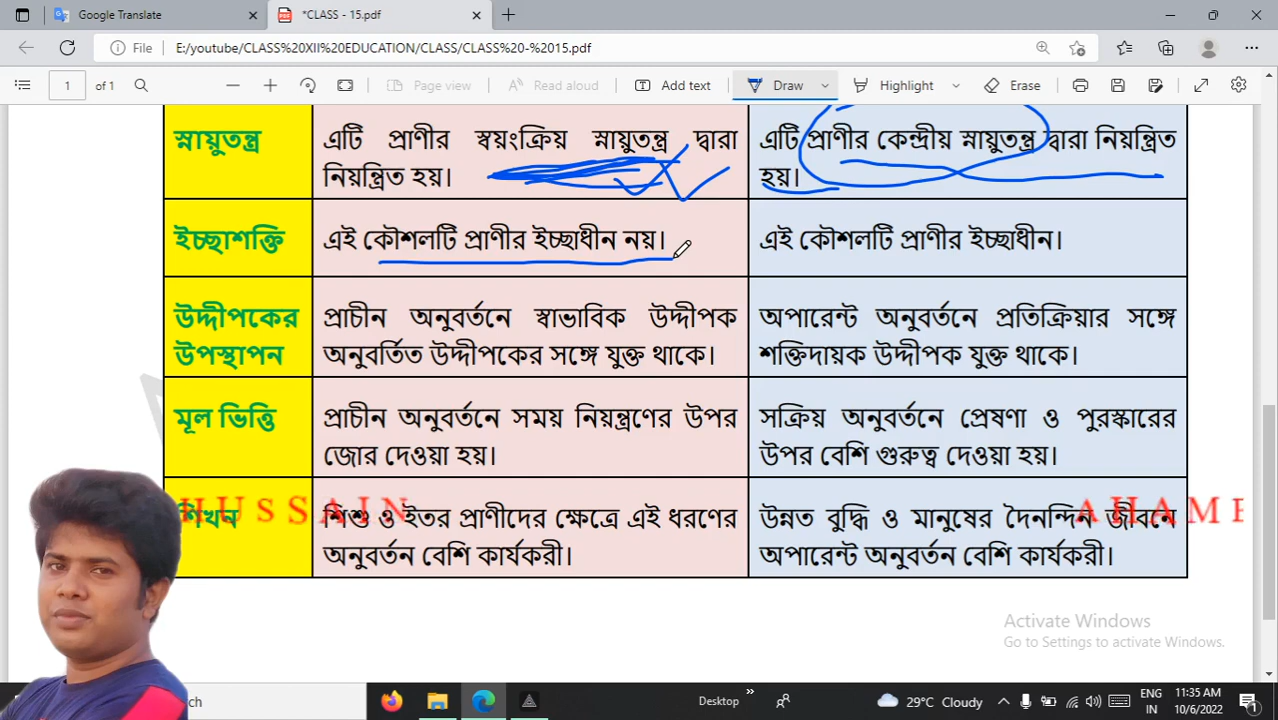 Google Translate
*CLASS - 15.pdf
File
E:/youtube/CLASS%20XII%20EDUCATION/CLASS/CLASS%20-%2015.pdf
1 of 1
Page view
Read aloud
Add text
Draw
Highlight
Erase
স্নায়ুতন্ত্র
এটি প্রাণীর স্বয়ংক্রিয় স্নায়ুতন্ত্র দ্বারা
নিয়ন্ত্রিত হয়।
এটি প্রাণীর কেন্দ্রীয় স্নায়ুতন্ত্র দ্বারা নিয়ন্ত্রিত
হয়।
ইচ্ছাশক্তি
এই কৌশলটি প্রাণীর ইচ্ছাধীন নয়।
এই কৌশলটি প্রাণীর ইচ্ছাধীন।
উদ্দীপকের
উপস্থাপন
প্রাচীন অনুবর্তনে স্বাভাবিক উদ্দীপক
অনুবর্তিত উদ্দীপকের সঙ্গে যুক্ত থাকে।
অপারেন্ট অনুবর্তনে প্রতিক্রিয়ার সঙ্গে
শক্তিদায়ক উদ্দীপক যুক্ত থাকে।
মূল ভিত্তি
প্রাচীন অনুবর্তনে সময় নিয়ন্ত্রণের উপর
জোর দেওয়া হয়।
সক্রিয় অনুবর্তনে প্রেষণা ও পুরস্কারের
উপর বেশি গুরুত্ব দেওয়া হয়।
শিখন
শিশু ও ইতর প্রাণীদের ক্ষেত্রে এই ধরণের
অনুবর্তন বেশি কার্যকরী।
উন্নত বুদ্ধি ও মানুষের দৈনন্দিন জীবনে
অপারেন্ট অনুবর্তন বেশি কার্যকরী।
HUSSAIN
AHAME
Activate Windows
Go to Settings to activate Windows.
rch
Desktop
29°C Cloudy
ENG
IN
11:35 AM
10/6/2022
1